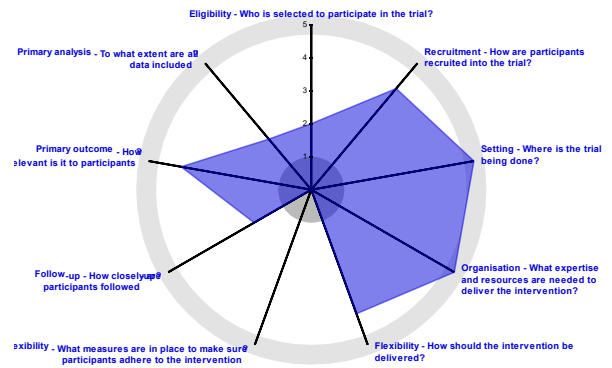 Eligibility - Who is selected to participate in the trial?
5
Primary analysis - To what extent are all
data included ?
Recruitment - How are participants
recruited into the trial?
4
3
2
1
Primary outcome - How
elevant is it to participants ?
Setting - Where is the trial
being done?
Follow-up - How closely are
participants followed -up?
Organisation - What expertise
and resources are needed to
deliver the intervention?
exibility - What measures are in place to make sure
participants adhere to the intervention ?
Flexibility - How should the intervention be
delivered?